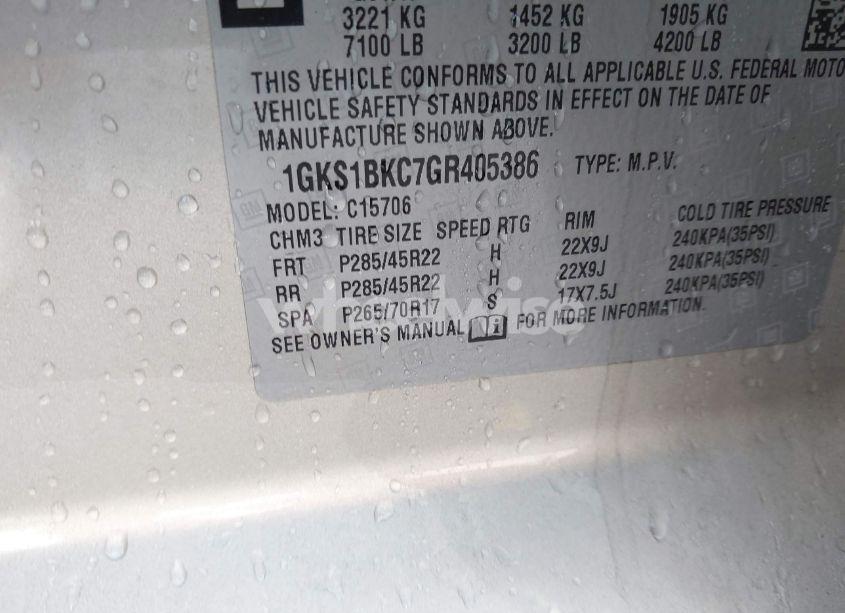 3221 KG 1452 KG 1905 KG
7100 LB 3200 LB 4200 LB
THIS VEHICLE CONFORMS TO ALL APPLICABLE U.S. FEDERAL MOTO
VEHICLE SAFETY STANDARDS IN EFFECT ON THE DATE OF
MANUFACTURE SHOWN ABOVE.
1GKS1BKC7GR405386 TYPE: M.P.V.
MODEL: C15706
CHM3 TIRE SIZE SPEED RTG RIM COLD TIRE PRESSURE
FRT P285/45R22 H 22X9J 240KPA(35PSI)
RR P285/45R22 H 22X9J 240KPA(35PSI)
SPA P265/70R17 S 17X7.5J 240KPA(35PSI)
SEE OWNER'S MANUAL FOR MORE INFORMATION.